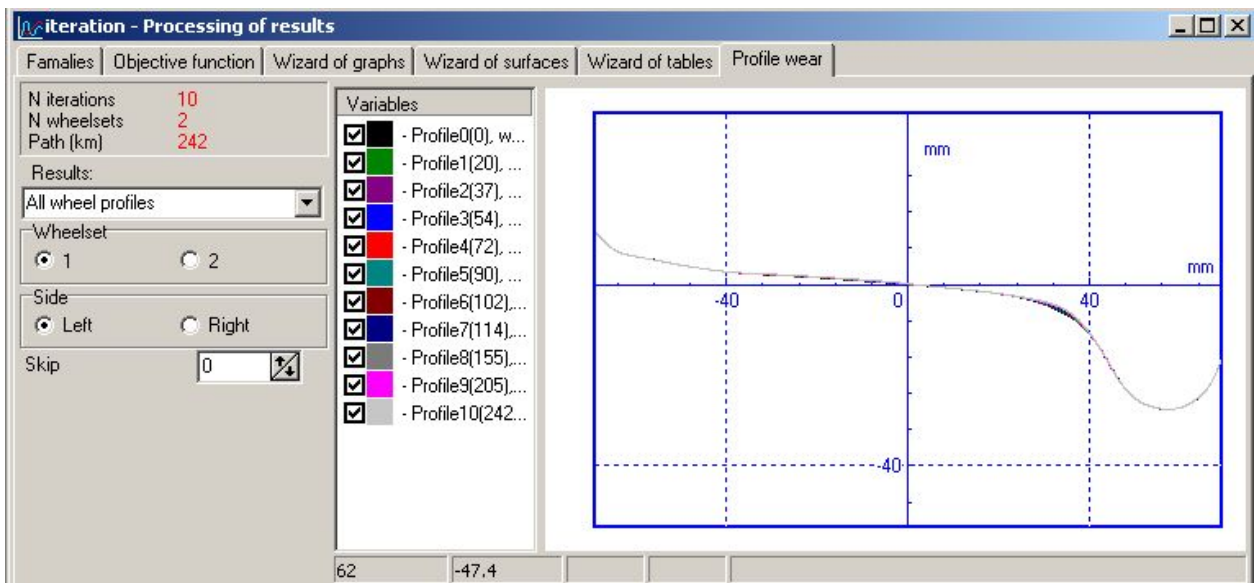 iteration - Processing of results
Famalies Objective function Wizard of graphs Wizard of surfaces Wizard of tables Profile wear
N iterations 10
N wheelsets 2
Path (km) 242
Results:
All wheel profiles
Wheelset
1 2
Side
Left Right
Skip 0
Variables
- Profile0(0), w...
- Profile1(20), ...
- Profile2(37), ...
- Profile3(54), ...
- Profile4(72), ...
- Profile5(90), ...
- Profile6(102),...
- Profile7(114),...
- Profile8(155),...
- Profile9(205),...
- Profile10(242...
mm
mm
-40 0 40
-40
62 -47.4